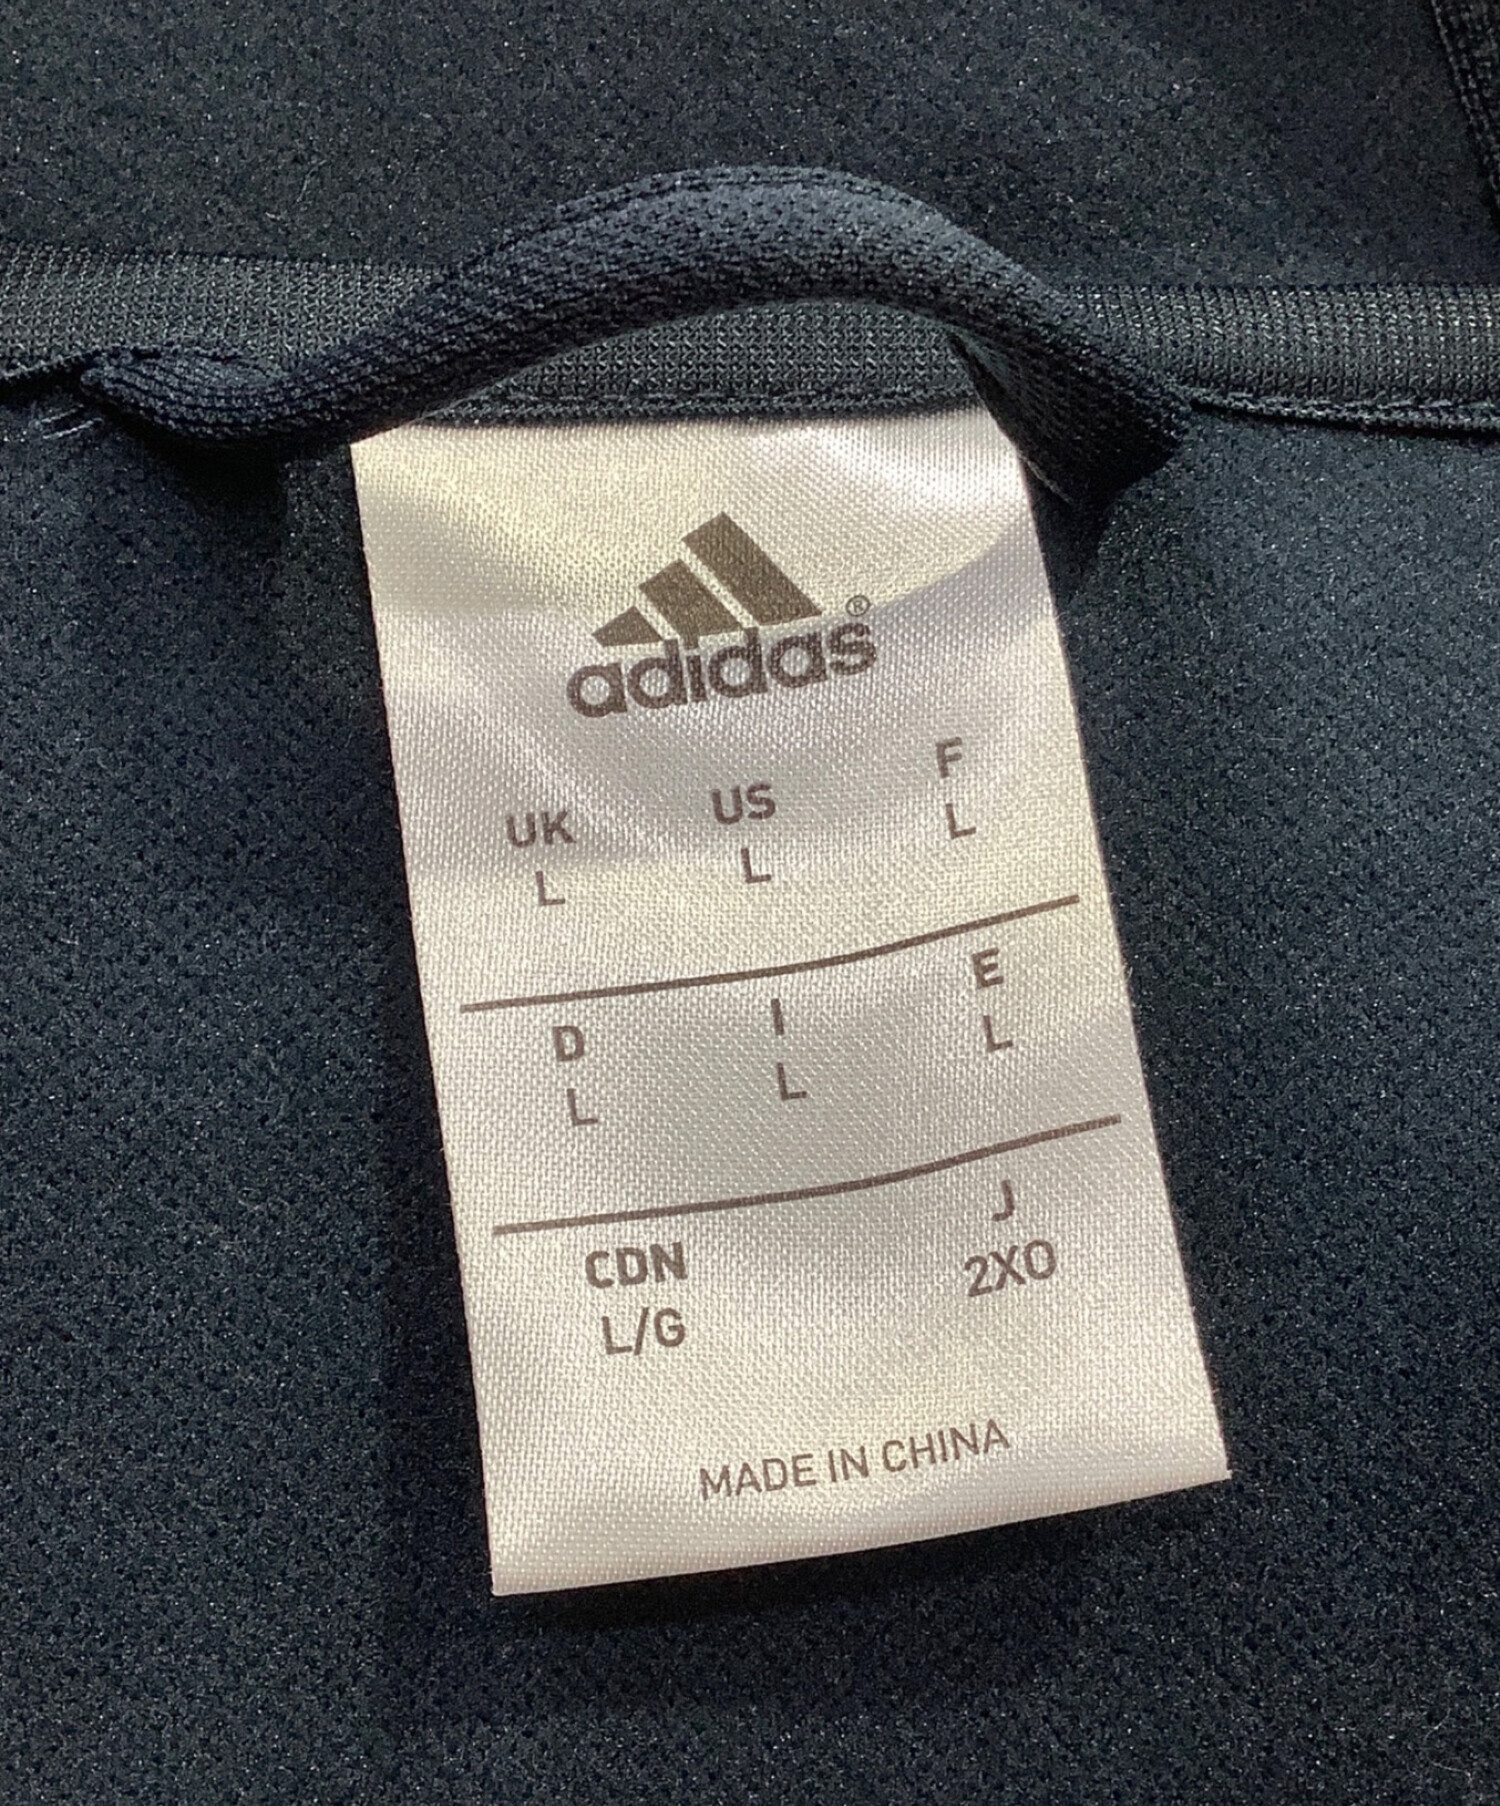 adidas®
UK US F
L L L
D I E
L L L
CDN J
L/G 2XO
MADE IN CHINA